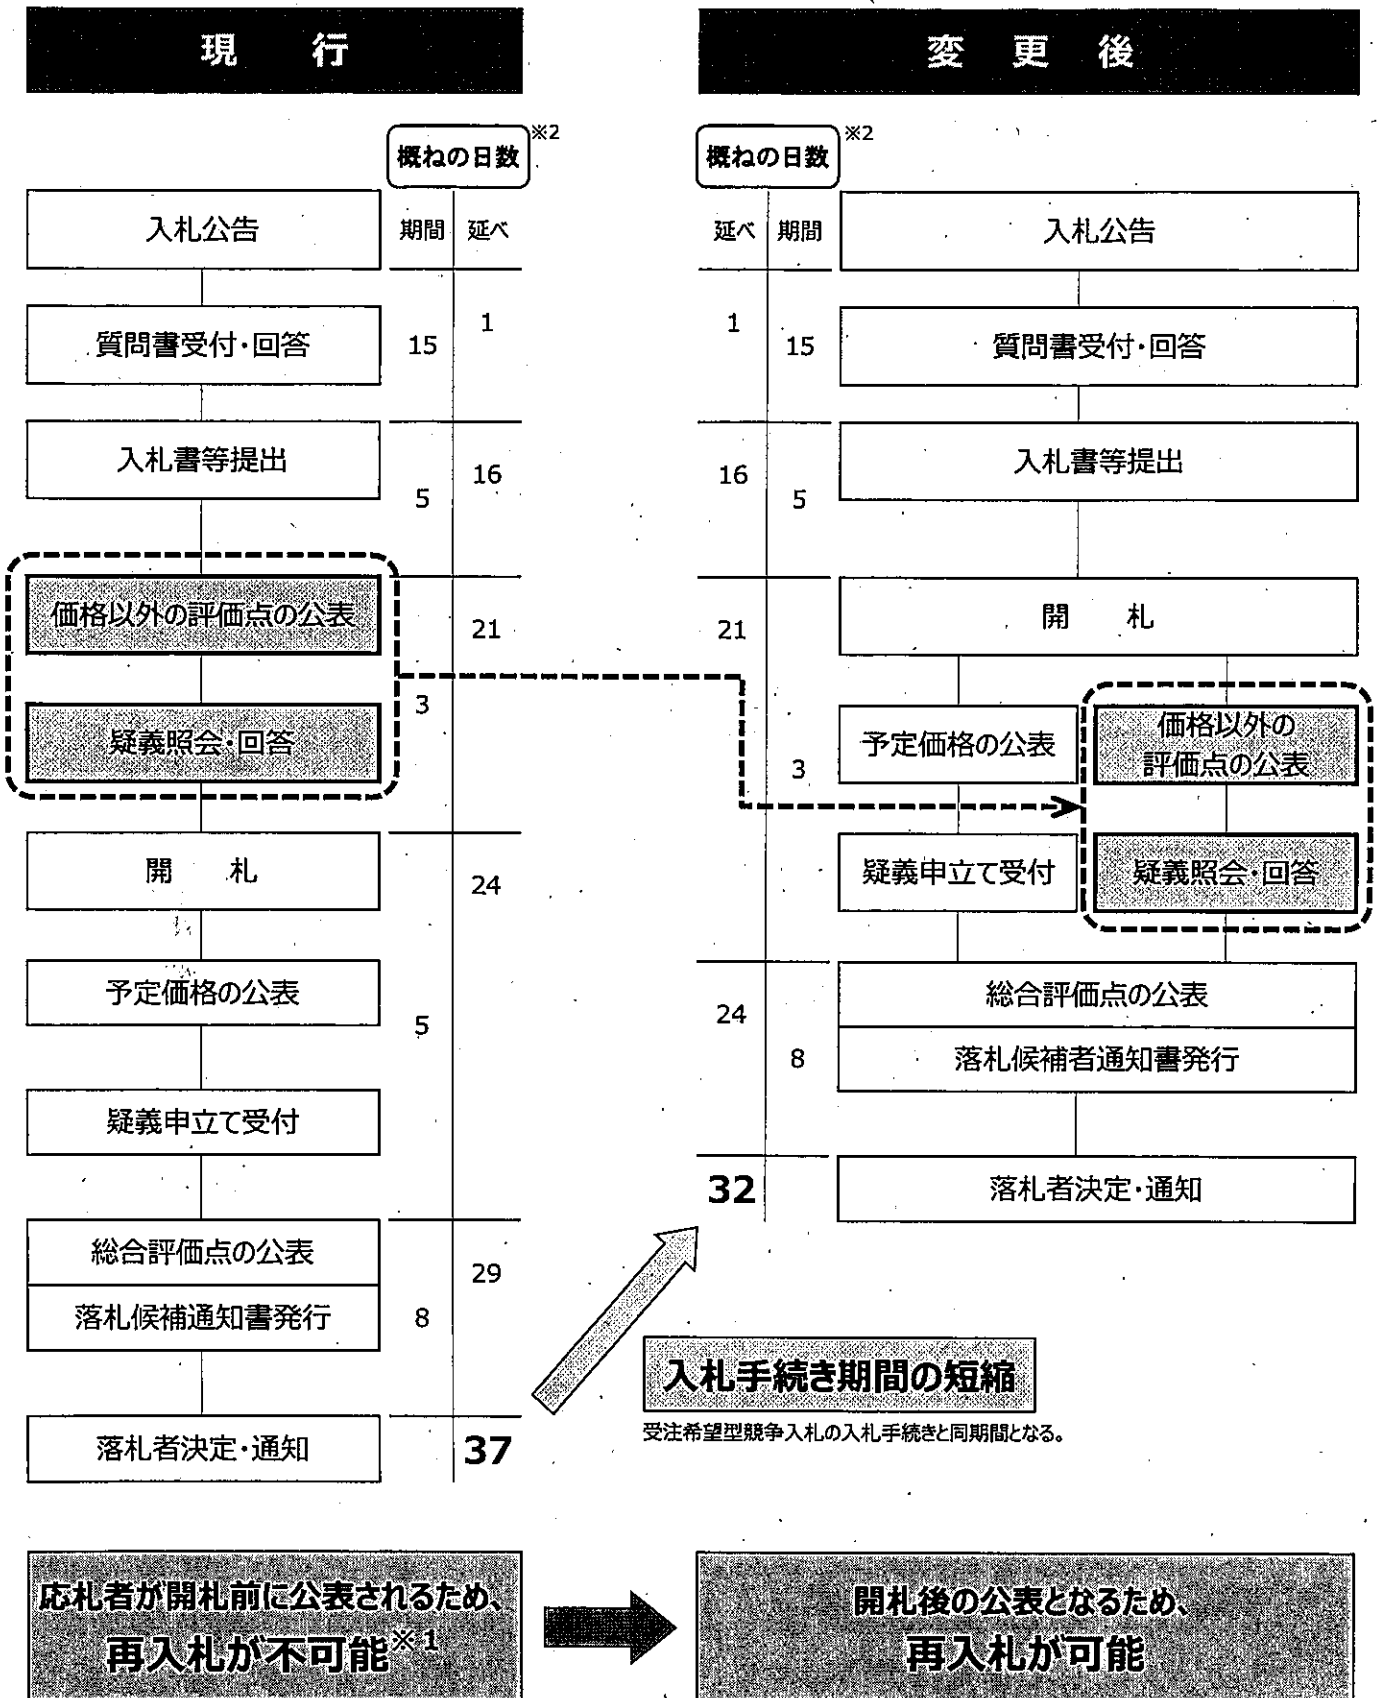 現 行
概ねの日数 ※2
期間 延べ
入札公告
質問書受付・回答
15
1
入札書等提出
5
16
価格以外の評価点の公表
21
疑義照会・回答
3
開 札
24
予定価格の公表
5
疑義申立て受付
総合評価点の公表
29
落札候補通知書発行
8
落札者決定・通知
37
応札者が開札前に公表されるため、
再入札が不可能※1
変 更 後
概ねの日数 ※2
延べ 期間
入札公告
1
15
質問書受付・回答
16
5
入札書等提出
21
開 札
3
予定価格の公表
価格以外の
評価点の公表
疑義申立て受付
疑義照会・回答
24
総合評価点の公表
8
落札候補者通知書発行
32
落札者決定・通知
入札手続き期間の短縮
受注希望型競争入札の入札手続きと同期間となる。
開札後の公表となるため、
再入札が可能